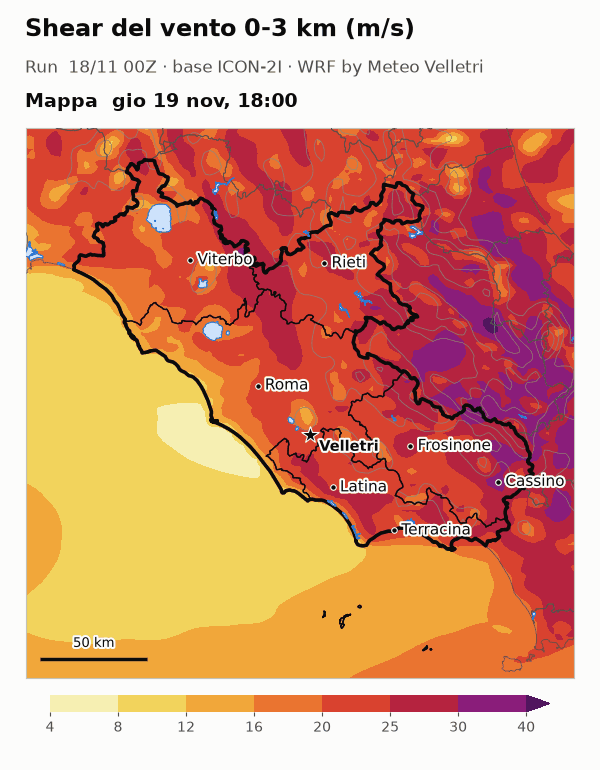 Shear del vento 0-3 km (m/s)
Run  18/11 00Z · base ICON-2I · WRF by Meteo Velletri
Mappa  gio 19 nov, 18:00
Viterbo
Rieti
Roma
Velletri
Frosinone
Latina
Cassino
Terracina
50 km
4 8 12 16 20 25 30 40